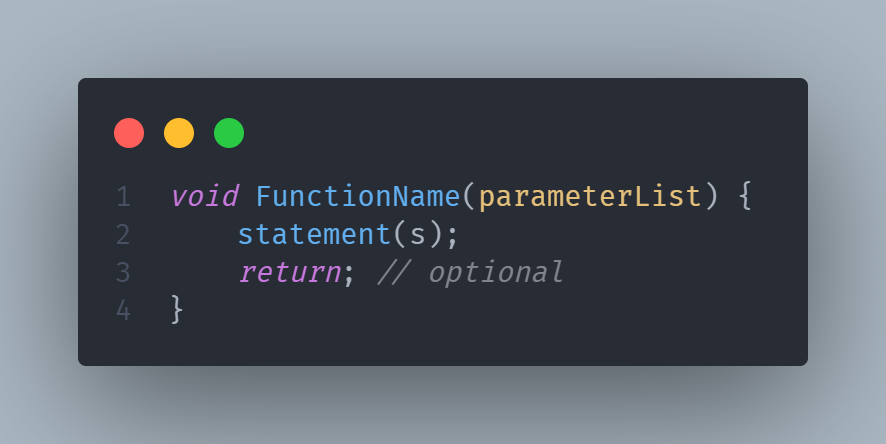 1 void FunctionName(parameterList) {
2     statement(s);
3     return; // optional
4 }